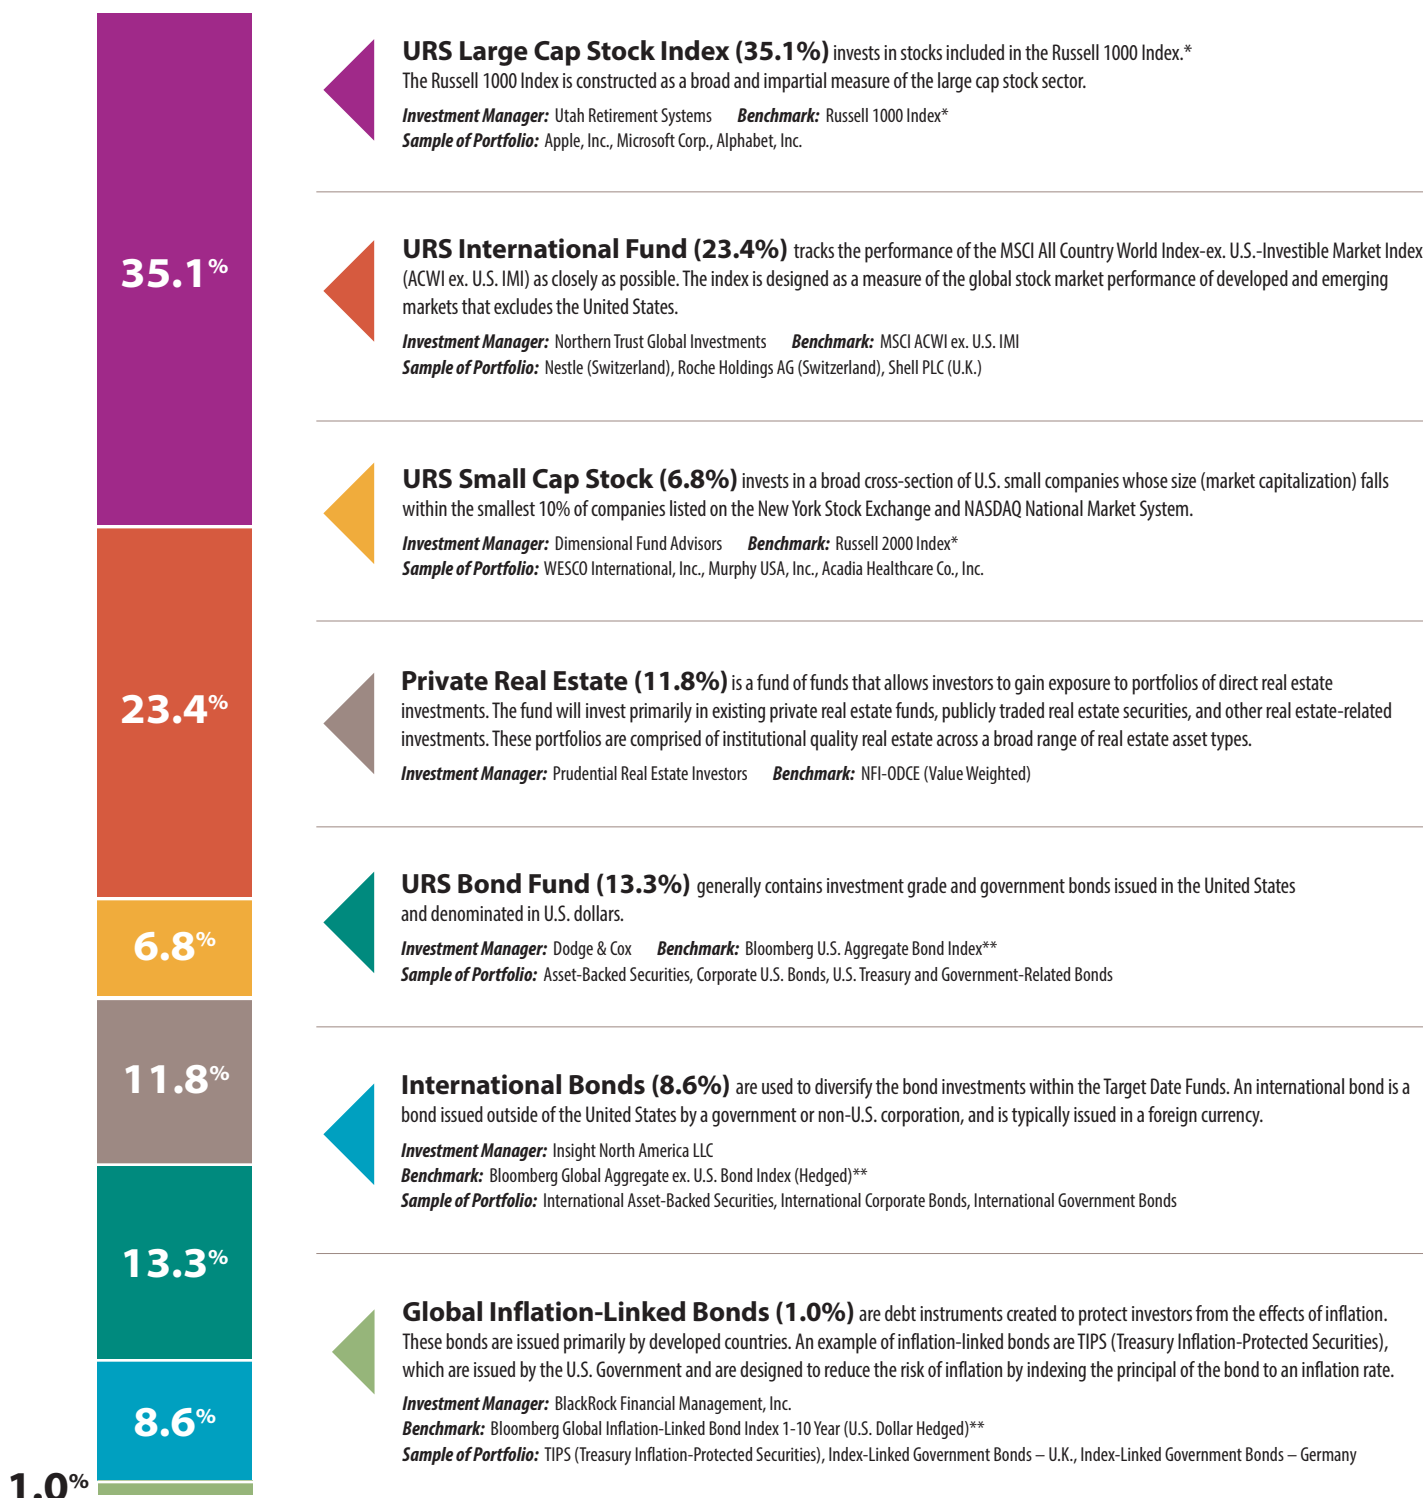 URS Large Cap Stock Index (35.1%) invests in stocks included in the Russell 1000 Index.*
The Russell 1000 Index is constructed as a broad and impartial measure of the large cap stock sector.
Investment Manager: Utah Retirement Systems Benchmark: Russell 1000 Index*
Sample of Portfolio: Apple, Inc., Microsoft Corp., Alphabet, Inc.
35.1%
URS International Fund (23.4%) tracks the performance of the MSCI All Country World Index-ex. U.S.-Investible Market Index
(ACWI ex. U.S. IMI) as closely as possible. The index is designed as a measure of the global stock market performance of developed and emerging
markets that excludes the United States.
Investment Manager: Northern Trust Global Investments Benchmark: MSCI ACWI ex. U.S. IMI
Sample of Portfolio: Nestle (Switzerland), Roche Holdings AG (Switzerland), Shell PLC (U.K.)
URS Small Cap Stock (6.8%) invests in a broad cross-section of U.S. small companies whose size (market capitalization) falls
within the smallest 10% of companies listed on the New York Stock Exchange and NASDAQ National Market System.
Investment Manager: Dimensional Fund Advisors Benchmark: Russell 2000 Index*
Sample of Portfolio: WESCO International, Inc., Murphy USA, Inc., Acadia Healthcare Co., Inc.
23.4%
Private Real Estate (11.8%) is a fund of funds that allows investors to gain exposure to portfolios of direct real estate
investments. The fund will invest primarily in existing private real estate funds, publicly traded real estate securities, and other real estate-related
investments. These portfolios are comprised of institutional quality real estate across a broad range of real estate asset types.
Investment Manager: Prudential Real Estate Investors Benchmark: NFI-ODCE (Value Weighted)
URS Bond Fund (13.3%) generally contains investment grade and government bonds issued in the United States
and denominated in U.S. dollars.
Investment Manager: Dodge & Cox Benchmark: Bloomberg U.S. Aggregate Bond Index**
Sample of Portfolio: Asset-Backed Securities, Corporate U.S. Bonds, U.S. Treasury and Government-Related Bonds
6.8%
11.8%
International Bonds (8.6%) are used to diversify the bond investments within the Target Date Funds. An international bond is a
bond issued outside of the United States by a government or non-U.S. corporation, and is typically issued in a foreign currency.
Investment Manager: Insight North America LLC
Benchmark: Bloomberg Global Aggregate ex. U.S. Bond Index (Hedged)**
Sample of Portfolio: International Asset-Backed Securities, International Corporate Bonds, International Government Bonds
13.3%
Global Inflation-Linked Bonds (1.0%) are debt instruments created to protect investors from the effects of inflation.
These bonds are issued primarily by developed countries. An example of inflation-linked bonds are TIPS (Treasury Inflation-Protected Securities),
which are issued by the U.S. Government and are designed to reduce the risk of inflation by indexing the principal of the bond to an inflation rate.
Investment Manager: BlackRock Financial Management, Inc.
Benchmark: Bloomberg Global Inflation-Linked Bond Index 1-10 Year (U.S. Dollar Hedged)**
Sample of Portfolio: TIPS (Treasury Inflation-Protected Securities), Index-Linked Government Bonds – U.K., Index-Linked Government Bonds – Germany
8.6%
1.0%